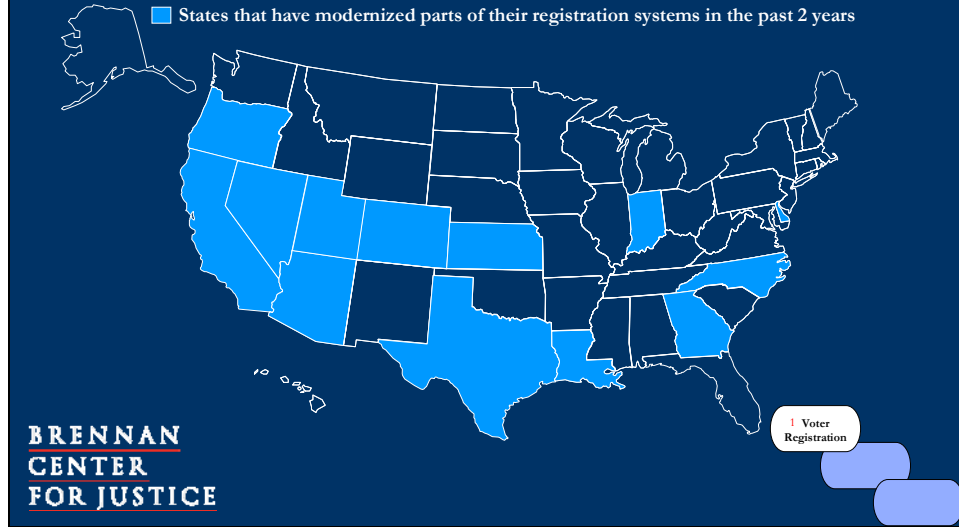 States that have modernized parts of their registration systems in the past 2 years
1 Voter
Registration
BRENNAN
CENTER
FOR JUSTICE